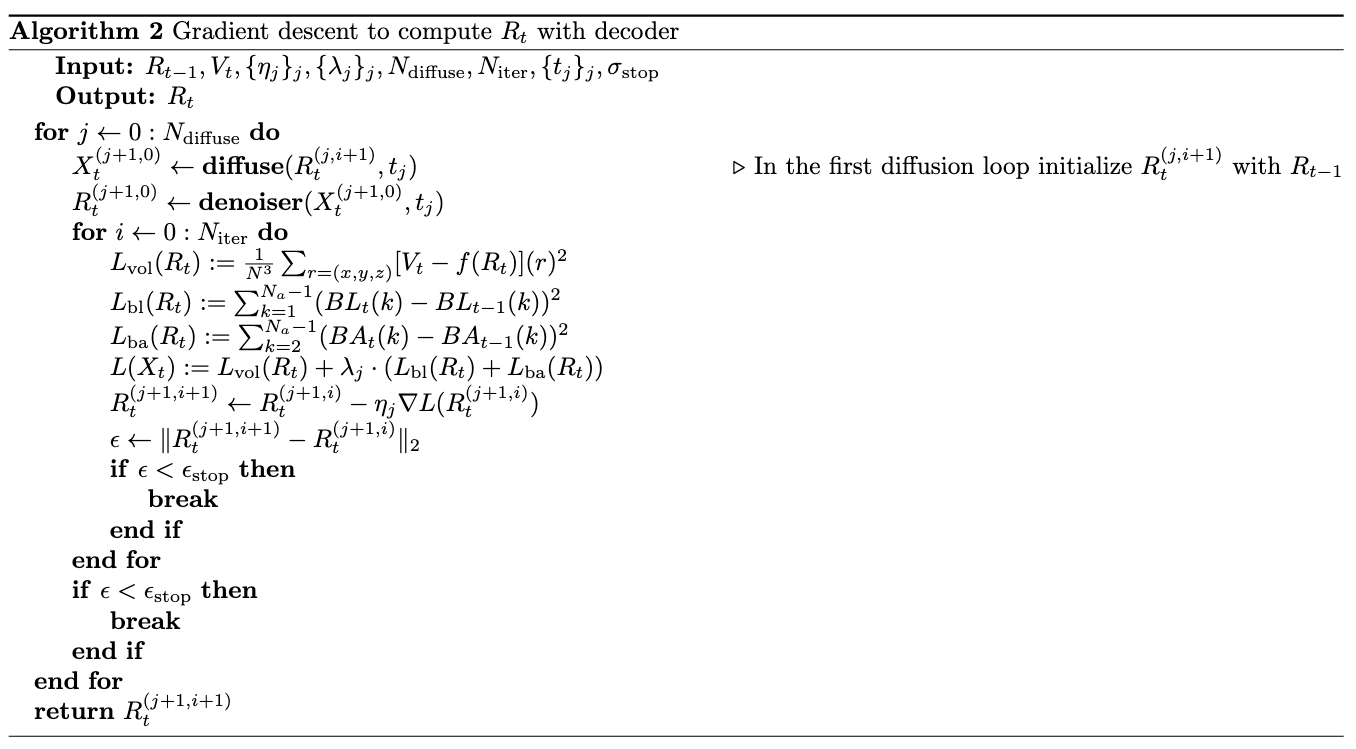 Algorithm 2 Gradient descent to compute $R_t$ with decoder
Input: $R_{t-1}, V_t, \{\eta_j\}_j, \{\lambda_j\}_j, N_{\text{diffuse}}, N_{\text{iter}}, \{t_j\}_j, \sigma_{\text{stop}}$
Output: $R_t$
for $j \leftarrow 0 : N_{\text{diffuse}}$ do
$X_t^{(j+1,0)} \leftarrow$ diffuse$(R_t^{(j,i+1)}, t_j)$ ▷ In the first diffusion loop initialize $R_t^{(j,i+1)}$ with $R_{t-1}$
$R_t^{(j+1,0)} \leftarrow$ denoiser$(X_t^{(j+1,0)}, t_j)$
for $i \leftarrow 0 : N_{\text{iter}}$ do
$L_{\text{vol}}(R_t) := \frac{1}{N^3} \sum_{r=(x,y,z)} [V_t - f(R_t)](r)^2$
$L_{\text{bl}}(R_t) := \sum_{k=1}^{N_a-1} (BL_t(k) - BL_{t-1}(k))^2$
$L_{\text{ba}}(R_t) := \sum_{k=2}^{N_a-1} (BA_t(k) - BA_{t-1}(k))^2$
$L(X_t) := L_{\text{vol}}(R_t) + \lambda_j \cdot (L_{\text{bl}}(R_t) + L_{\text{ba}}(R_t))$
$R_t^{(j+1,i+1)} \leftarrow R_t^{(j+1,i)} - \eta_j \nabla L(R_t^{(j+1,i)})$
$\epsilon \leftarrow \|R_t^{(j+1,i+1)} - R_t^{(j+1,i)}\|_2$
if $\epsilon < \epsilon_{\text{stop}}$ then
break
end if
end for
if $\epsilon < \epsilon_{\text{stop}}$ then
break
end if
end for
return $R_t^{(j+1,i+1)}$